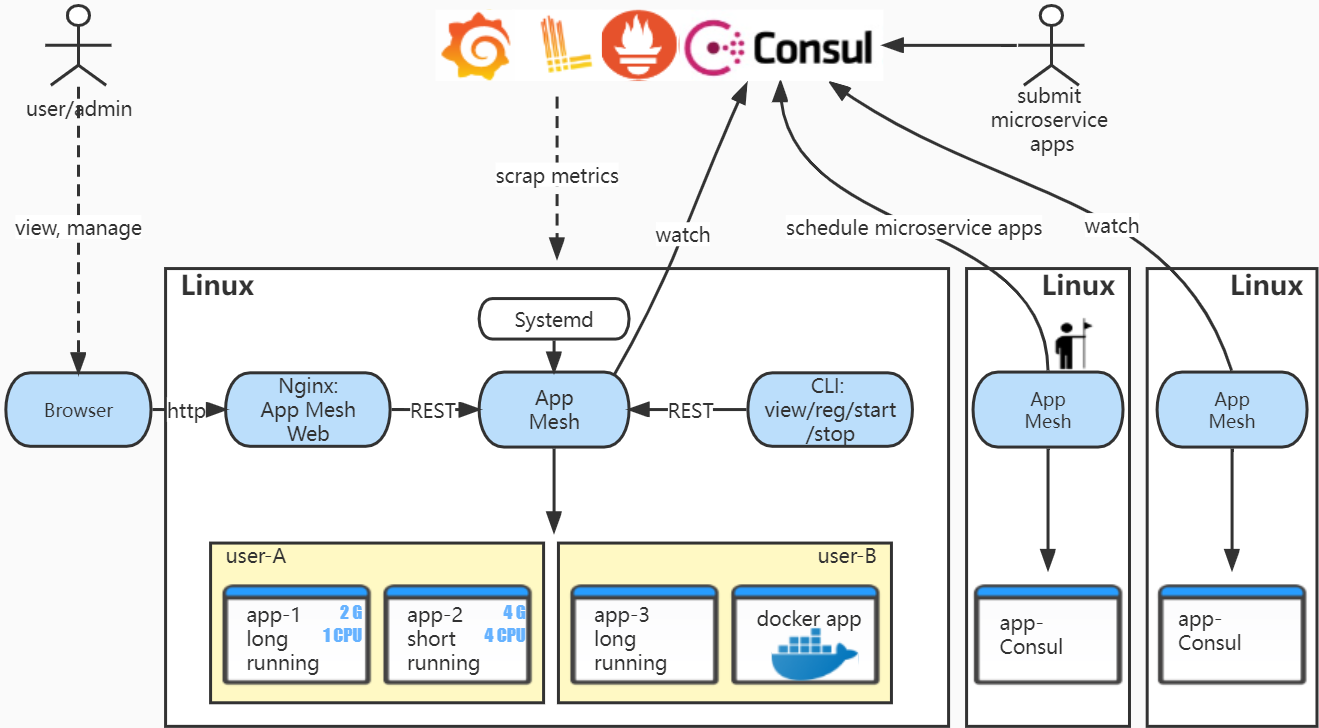 Consul
user/admin
submit
microservice
apps
scrap metrics
view, manage
watch
schedule microservice apps
watch
Linux
Linux
Linux
Systemd
Browser
http
Nginx:
App Mesh
Web
REST
App
Mesh
REST
CLI:
view/reg/start
/stop
App
Mesh
App
Mesh
user-A
user-B
app-1
long
running
2 G
1 CPU
app-2
short
running
4 G
4 CPU
app-3
long
running
docker app
app-
Consul
app-
Consul